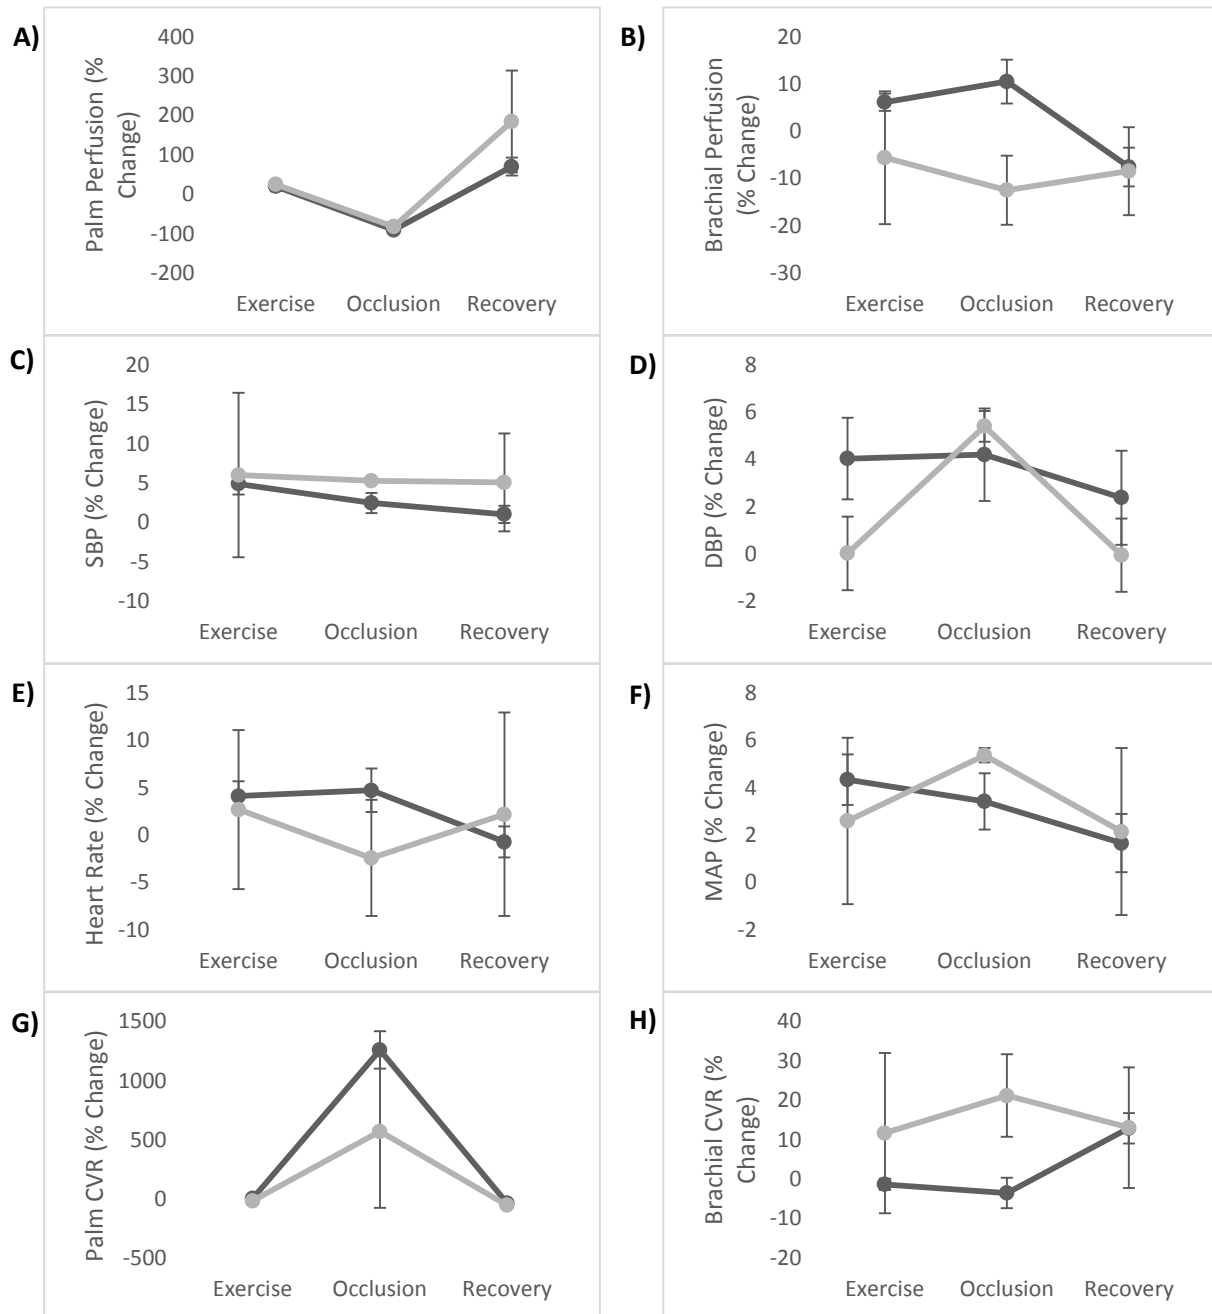 A)
Palm Perfusion (%
Change)
400
300
200
100
0
-100
-200
Exercise Occlusion Recovery
B)
Brachial Perfusion
(% Change)
20
10
0
-10
-20
-30
Exercise Occlusion Recovery
C)
SBP (% Change)
20
15
10
5
0
-5
-10
Exercise Occlusion Recovery
D)
DBP (% Change)
8
6
4
2
0
-2
Exercise Occlusion Recovery
E)
Heart Rate (% Change)
15
10
5
0
-5
-10
Exercise Occlusion Recovery
F)
MAP (% Change)
8
6
4
2
0
-2
Exercise Occlusion Recovery
G)
Palm CVR (% Change)
1500
1000
500
0
-500
Exercise Occlusion Recovery
H)
Brachial CVR (%
Change)
40
30
20
10
0
-10
-20
Exercise Occlusion Recovery